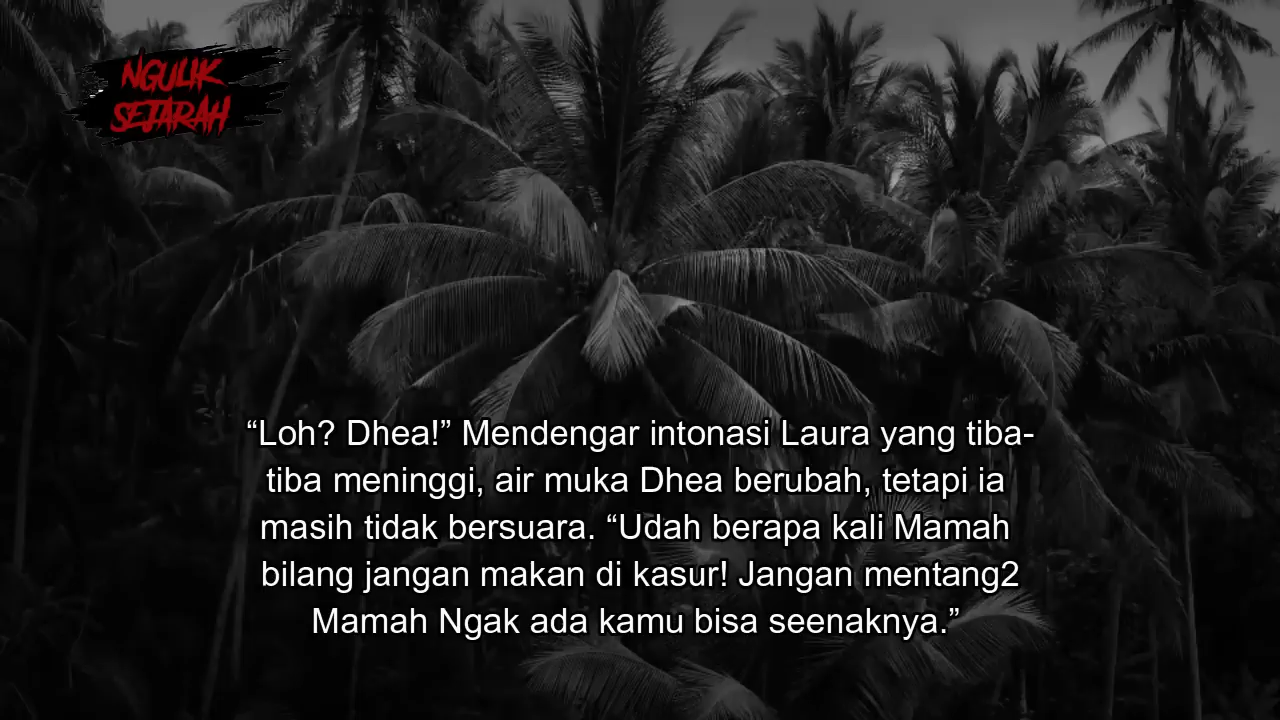 NGULIK
SEJARAH
“Loh? Dhea!” Mendengar intonasi Laura yang tiba-
tiba meninggi, air muka Dhea berubah, tetapi ia
masih tidak bersuara. “Udah berapa kali Mamah
bilang jangan makan di kasur! Jangan mentang2
Mamah Ngak ada kamu bisa seenaknya.”